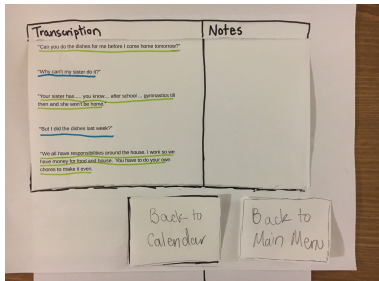 Transcription
Notes
"Can you do the dishes for me before I come home tomorrow?"
"Why can't my sister do it?"
"Your sister has..... you know… after school… gymnastics till
then and she won't be home."
"But I did the dishes last week?"
"We all have responsibilities around the house. I work so we
have money for food and house. You have to do your own
chores to make it even.
Back to
Calendar
Back to
Main Menu